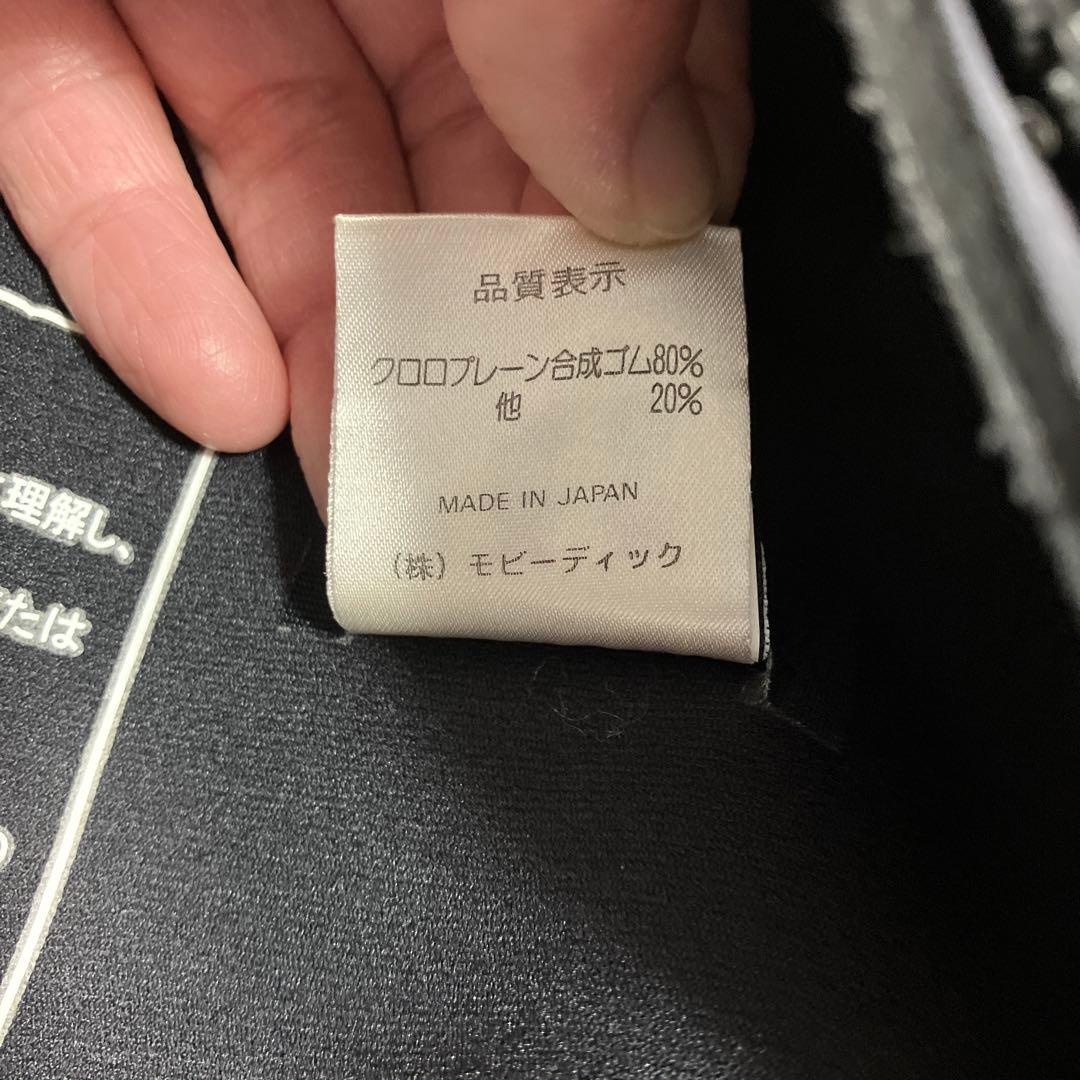 品質表示
クロロプレーン合成ゴム80%
他 20%
MADE IN JAPAN
(株) モビーディック
理解し、
たは